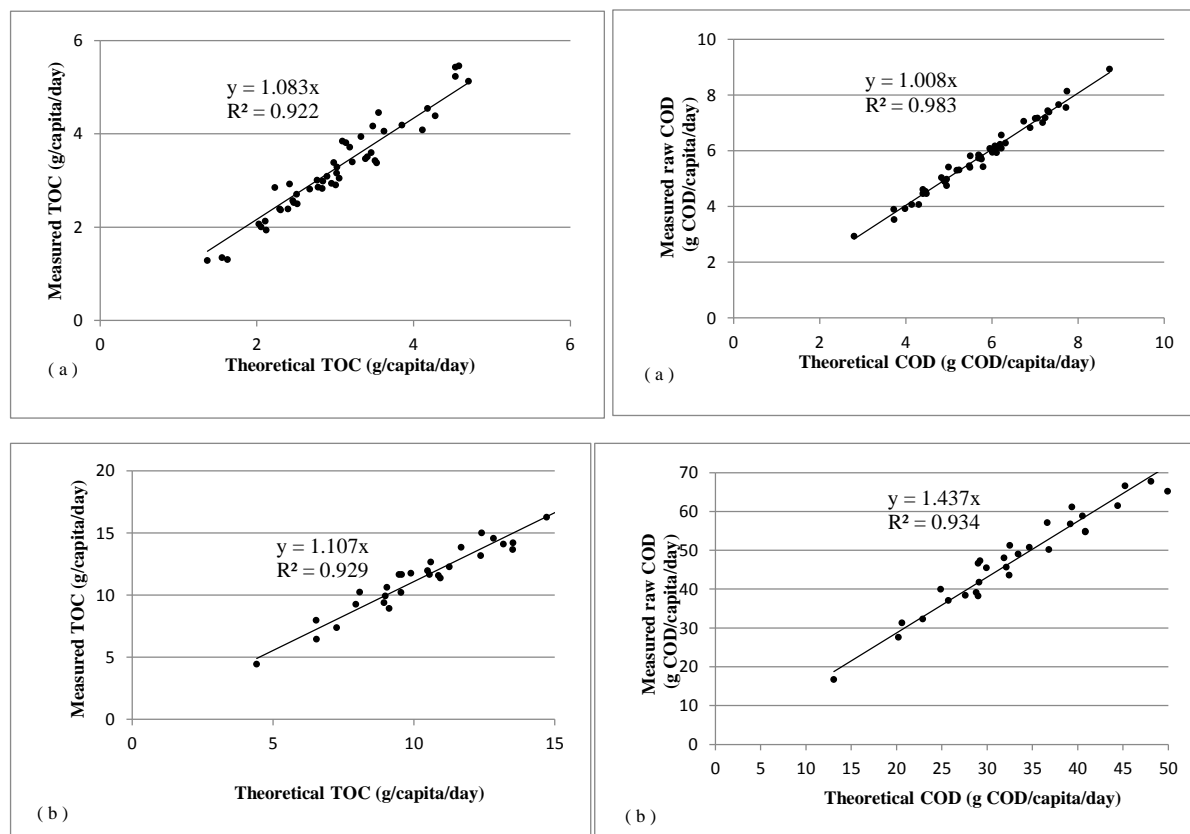 6
4
2
0
0
2
4
6
y = 1.083x
R² = 0.922
Measured TOC (g/capita/day)
Theoretical TOC (g/capita/day)
( a )
10
8
6
4
2
0
0
2
4
6
8
10
y = 1.008x
R² = 0.983
Measured raw COD
(g COD/capita/day)
Theoretical COD (g COD/capita/day)
( a )
20
15
10
5
0
0
5
10
15
y = 1.107x
R² = 0.929
Measured TOC (g/capita/day)
Theoretical TOC (g/capita/day)
( b )
70
60
50
40
30
20
10
0
0
5
10
15
20
25
30
35
40
45
50
y = 1.437x
R² = 0.934
Measured raw COD
(g COD/capita/day)
Theoretical COD (g COD/capita/day)
( b )